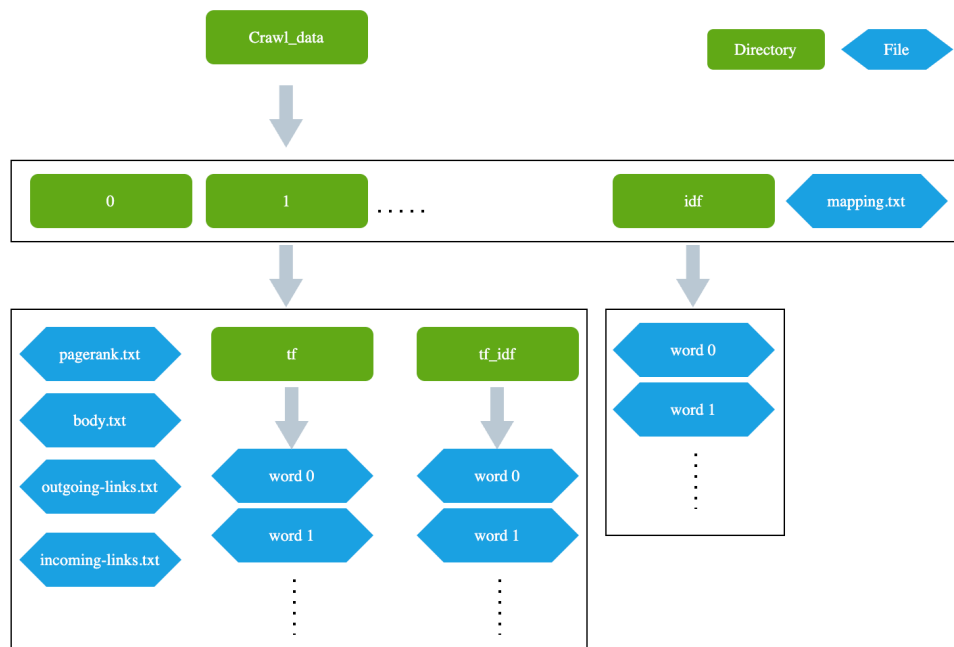 Crawl_data
Directory
File
0
1
.....
idf
mapping.txt
pagerank.txt
body.txt
outgoing-links.txt
incoming-links.txt
tf
word 0
word 1
tf_idf
word 0
word 1
word 0
word 1